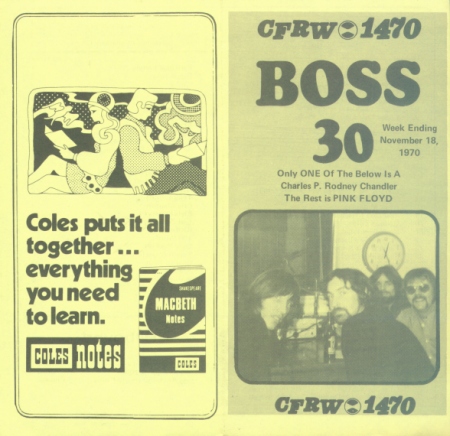 Coles puts it all
together...
everything
you need
to learn.
SHAKESPEARE
MACBETH
Notes
COLES
COLES notes
CFRW 1470
BOSS
30
Week Ending
November 18,
1970
Only ONE Of The Below Is A
Charles P. Rodney Chandler
The Rest is PINK FLOYD
CFRW 1470